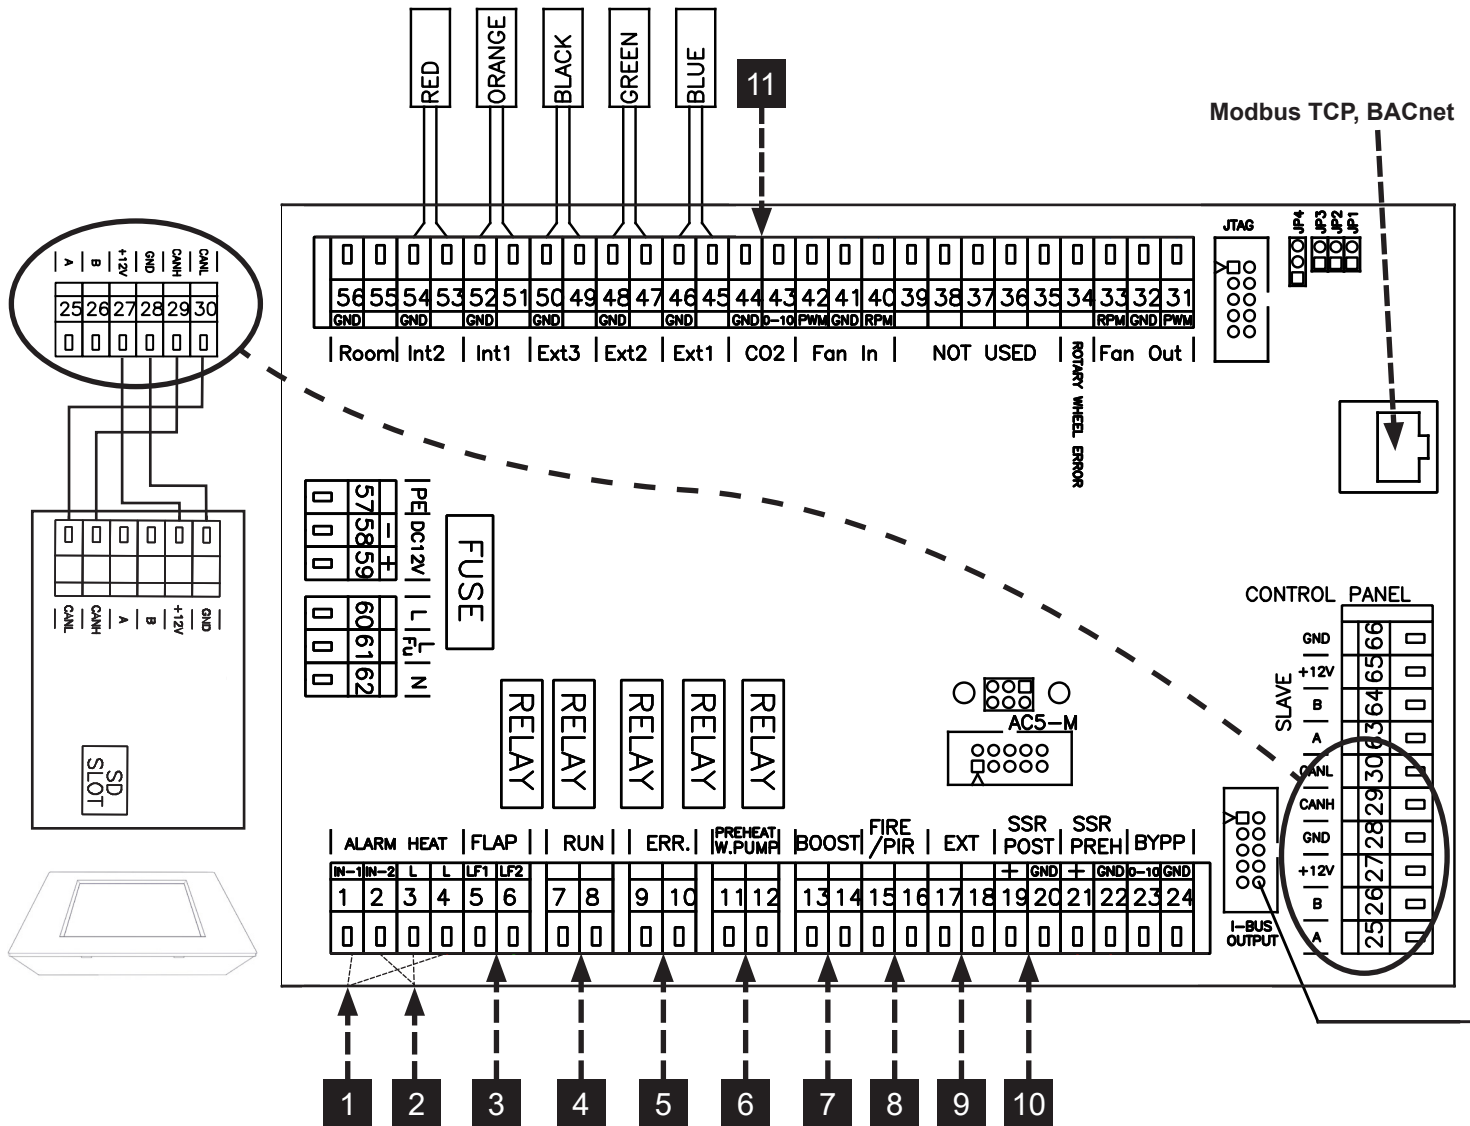 RED
ORANGE
BLACK
GREEN
BLUE
11
Modbus TCP, BACnet
A B +12V GND CANH CANL
25 26 27 28 29 30
56 55 54 53 52 51 50 49 48 47 46 45 44 43 42 41 40 39 38 37 36 35 34 33 32 31
GND GND GND GND GND GND GND 0-10 PWM GND RPM RPM GND PWM
Room Int2 Int1 Ext3 Ext2 Ext1 CO2 Fan In NOT USED ROTARY WHEEL ERROR Fan Out
JTAG
JP4 JP3 JP2 JP1
57 PE
58 -
59 +
DC12V
60 L
61 L Fu
62 N
FUSE
CANL CANH A B +12V GND
SD SLOT
RELAY
RELAY
RELAY
RELAY
RELAY
AC5-M
CONTROL PANEL
SLAVE
GND 66
+12V 65
B 64
A 63
CANL 30
CANH 29
GND 28
+12V 27
B 26
A 25
I-BUS
OUTPUT
ALARM HEAT FLAP RUN ERR. PREHEAT W.PUMP BOOST FIRE /PIR EXT SSR POST SSR PREH BYPP
IN-1 IN-2 L L LF1 LF2 + GND + GND 0-10 GND
1 2 3 4 5 6 7 8 9 10 11 12 13 14 15 16 17 18 19 20 21 22 23 24
1 2 3 4 5 6 7 8 9 10